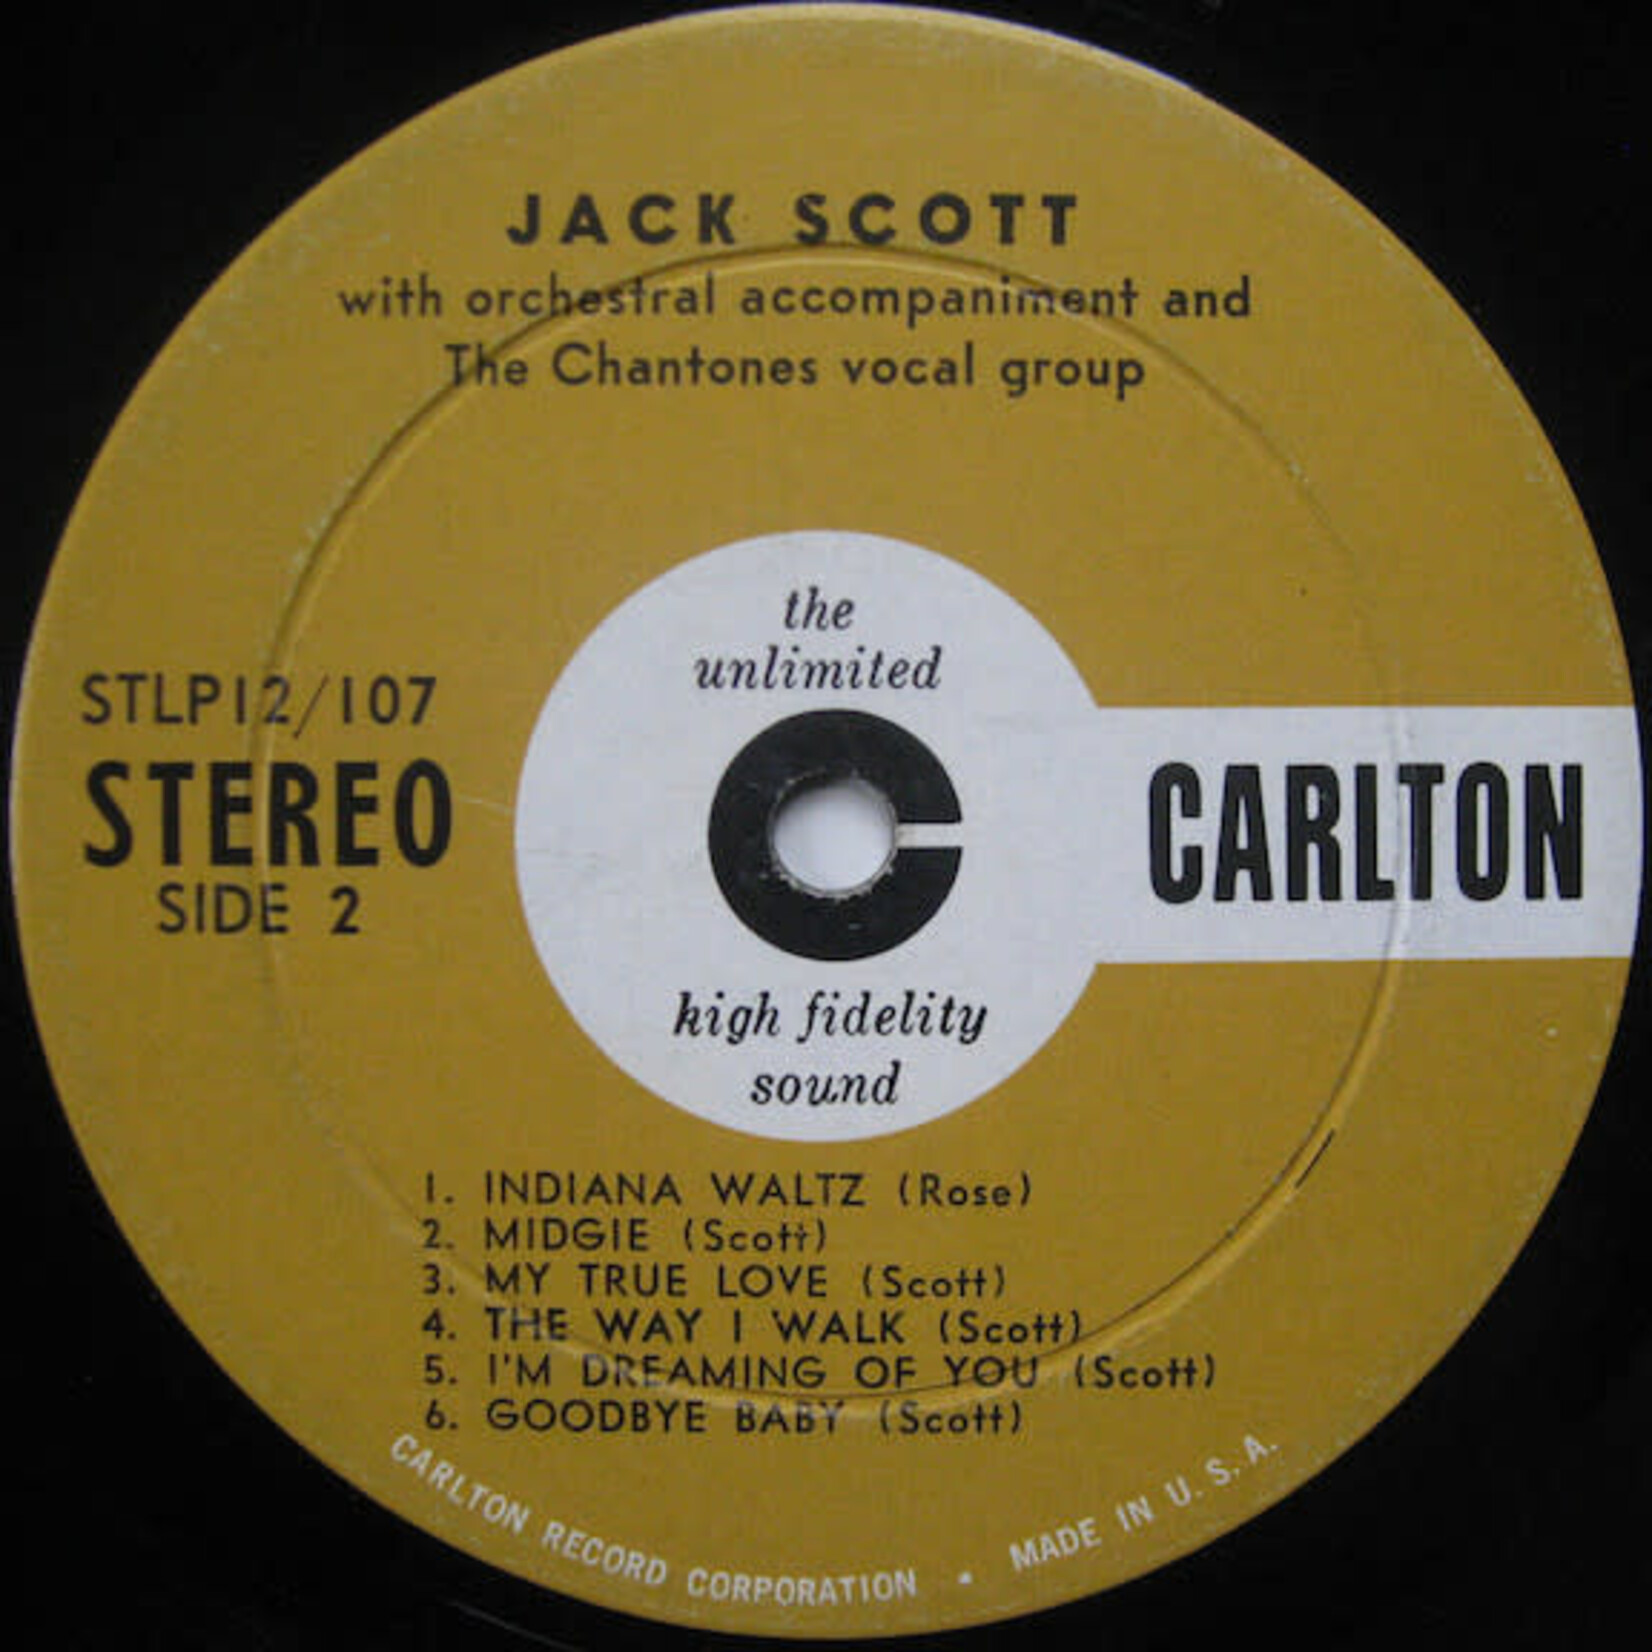 JACK SCOTT
with orchestral accompaniment and
The Chantones vocal group
the
unlimited
STLP12/107
STEREO
SIDE 2
CARLTON
high fidelity
sound
1. INDIANA WALTZ (Rose)
2. MIDGIE (Scott)
3. MY TRUE LOVE (Scott)
4. THE WAY I WALK (Scott)
5. I'M DREAMING OF YOU (Scott)
6. GOODBYE BABY (Scott)
CARLTON RECORD CORPORATION • MADE IN U. S. A.